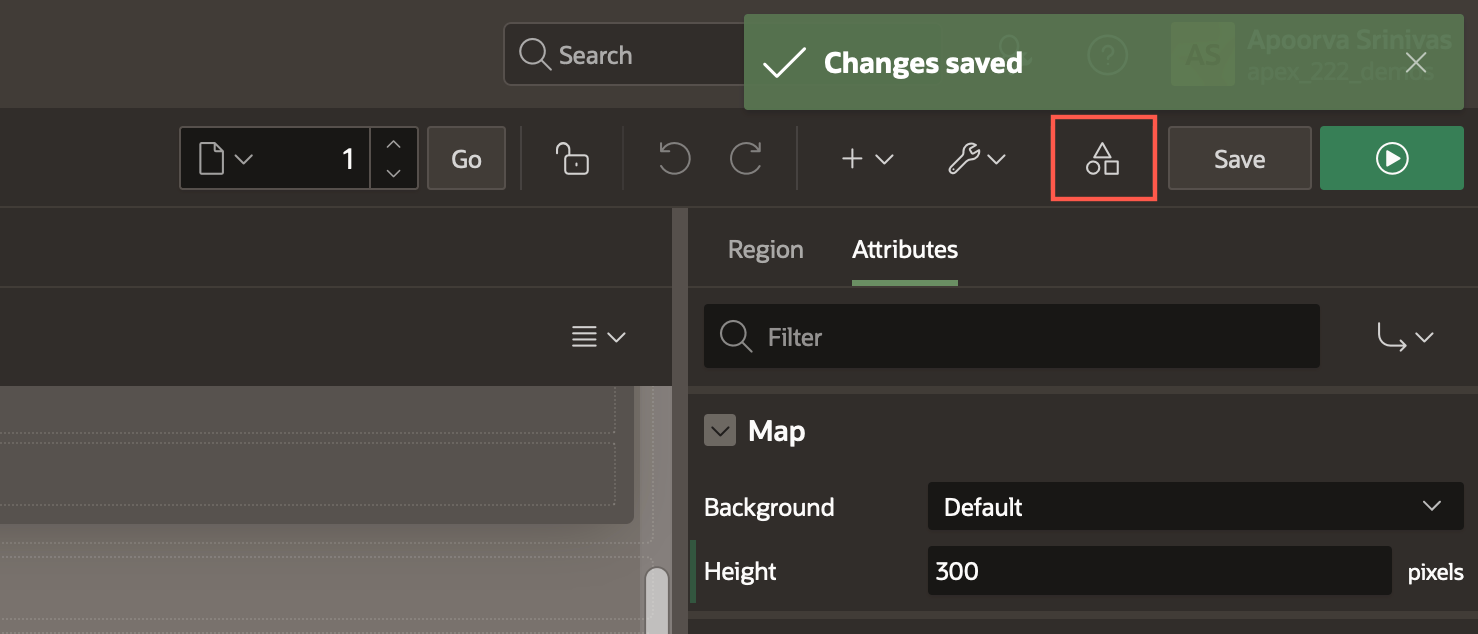 Search
Changes saved
AS
Apoorva Srinivas
apex_222_demos
1
Go
Save
Region
Attributes
Filter
Map
Background
Default
Height
300
pixels